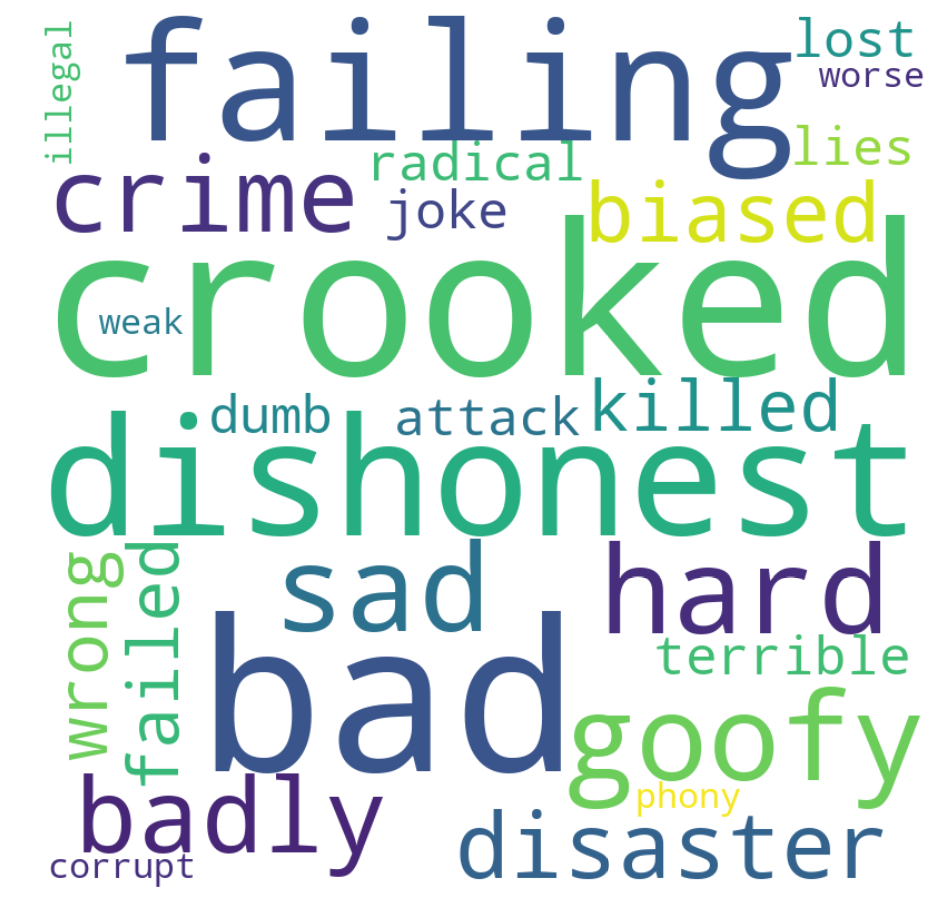 illegal
failing
lost
worse
radical
lies
crime
joke
biased
crooked
weak
dumb
attack
killed
dishonest
wrong
failed
sad
hard
bad
terrible
goofy
badly
phony
disaster
corrupt